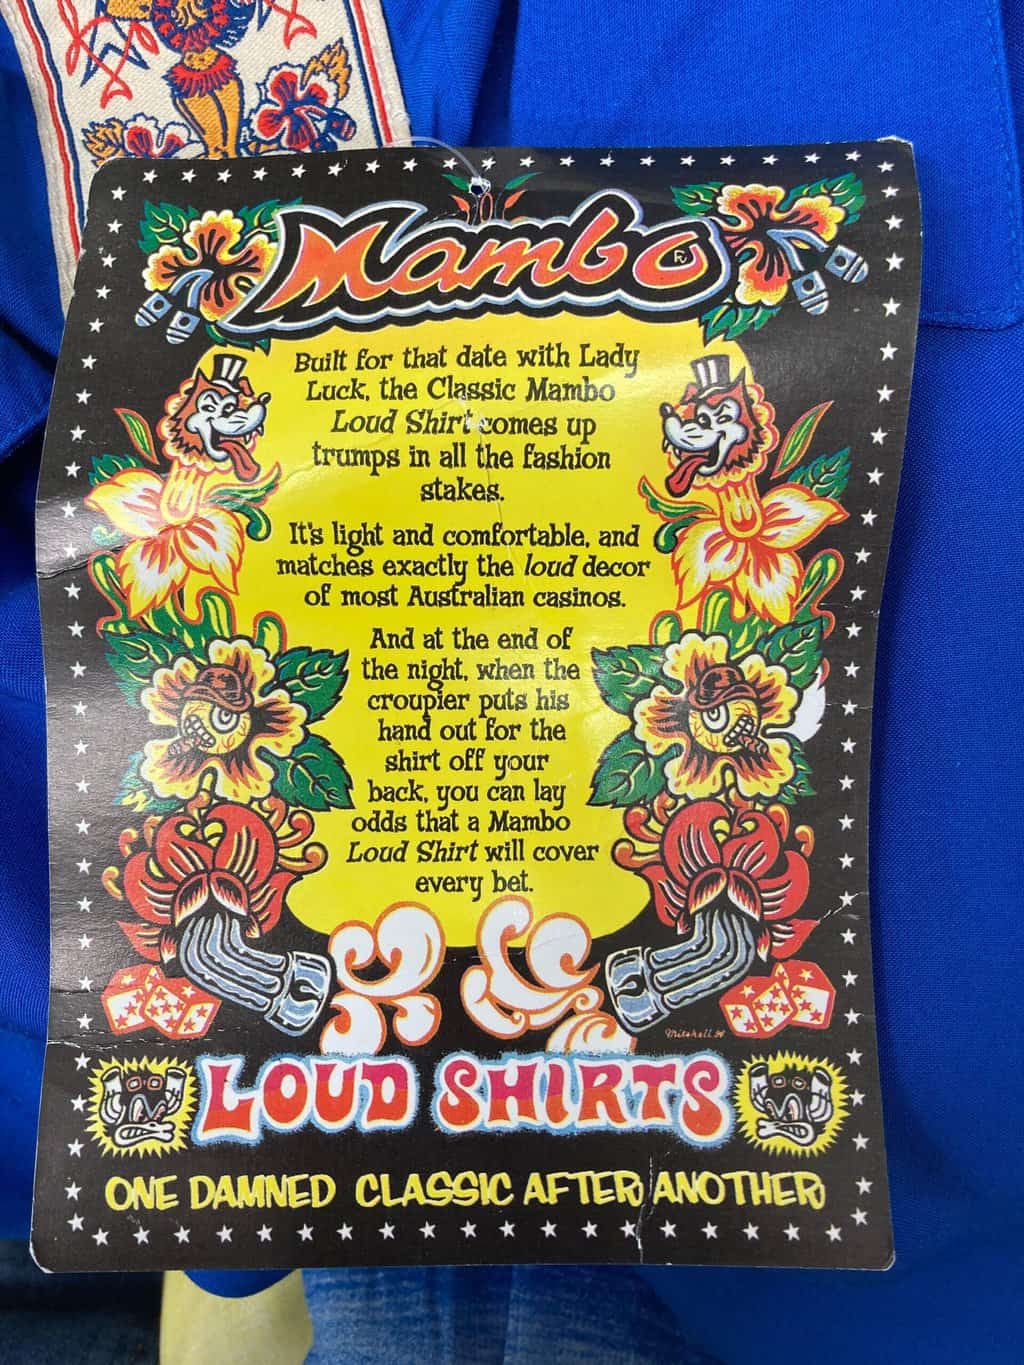 Mambo
Built for that date with Lady
Luck, the Classic Mambo
Loud Shirt comes up
trumps in all the fashion
stakes.
It's light and comfortable, and
matches exactly the loud decor
of most Australian casinos.
And at the end of
the night, when the
croupier puts his
hand out for the
shirt off your
back, you can lay
odds that a Mambo
Loud Shirt will cover
every bet.
LOUD SHIRTS
ONE DAMNED CLASSIC AFTER ANOTHER